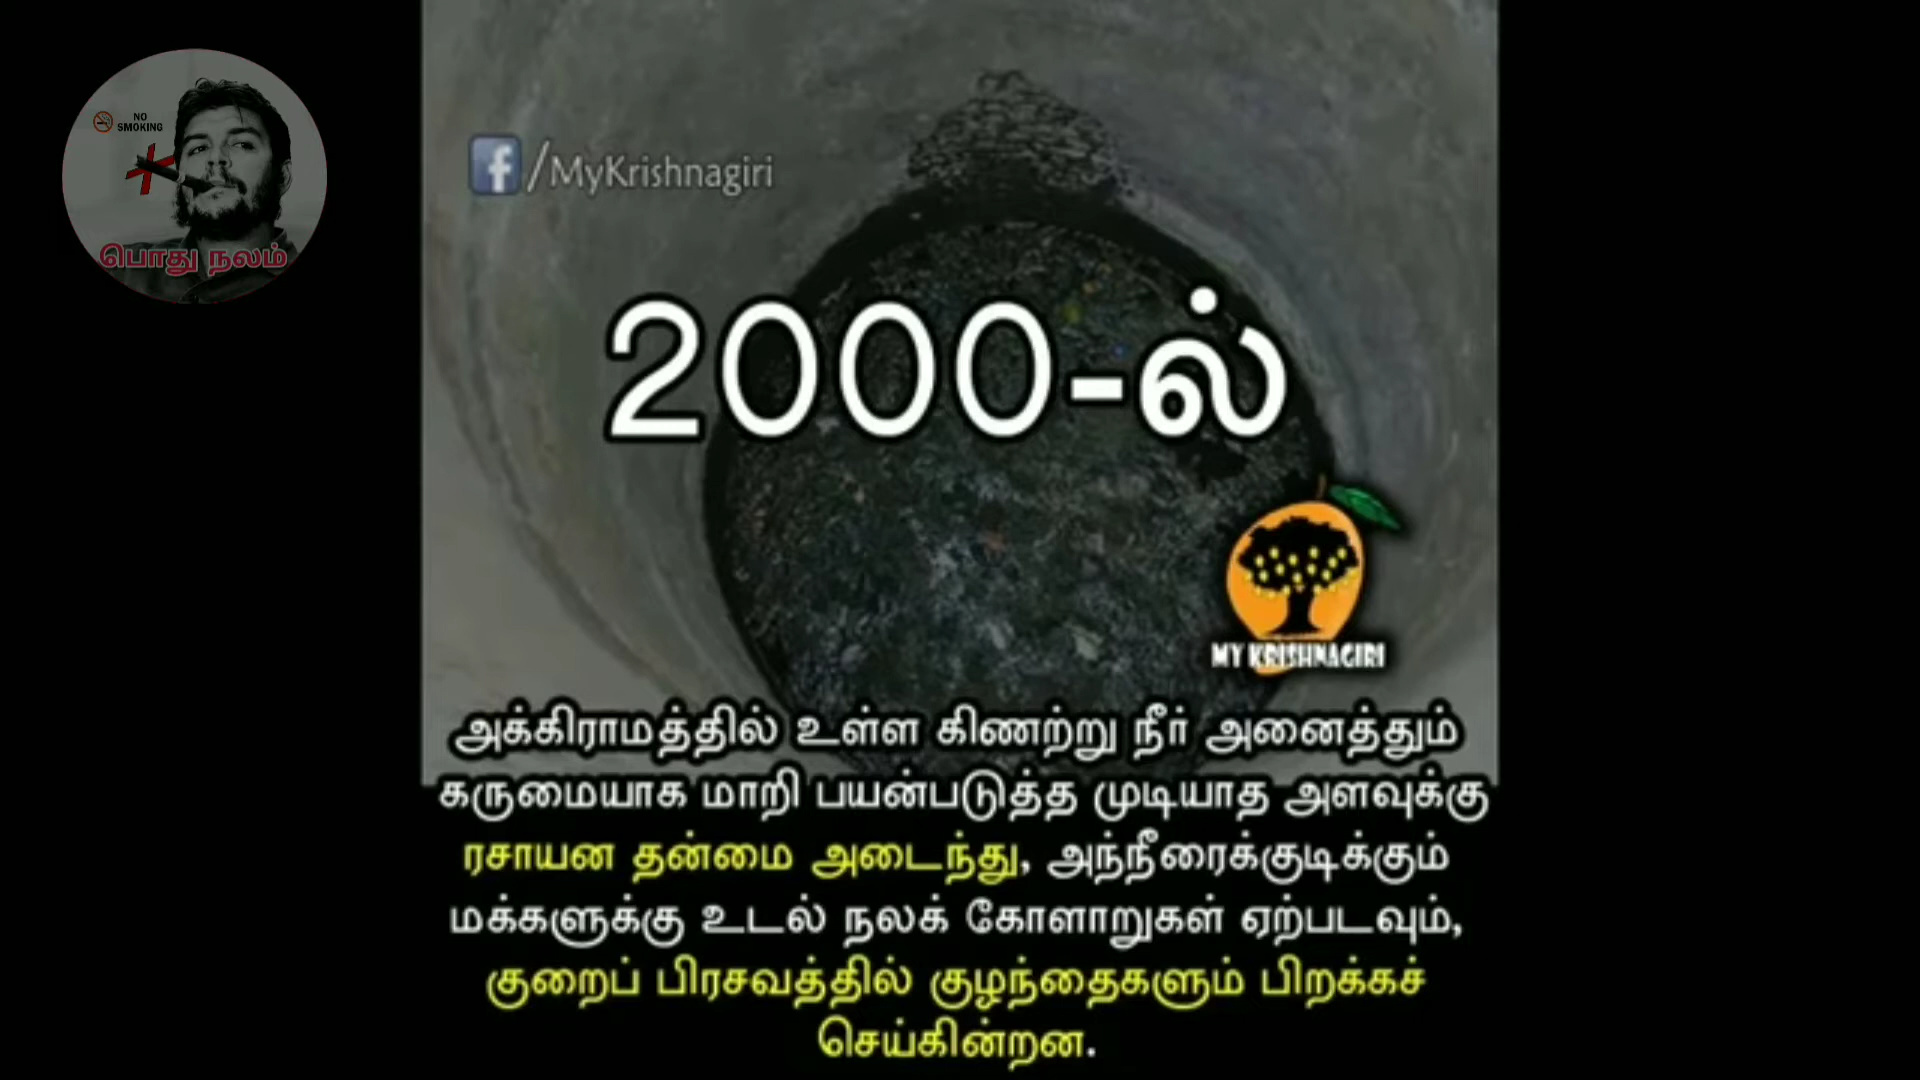 NO
SMOKING
பொது நலம்
f/MyKrishnagiri
2000-ல்
MY KRISHNAGIRI
அக்கிராமத்தில் உள்ள கிணற்று நீர் அனைத்தும்
கருமையாக மாறி பயன்படுத்த முடியாத அளவுக்கு
ரசாயன தன்மை அடைந்து, அந்நீரைக்குடிக்கும்
மக்களுக்கு உடல் நலக் கோளாறுகள் ஏற்படவும்,
குறைப் பிரசவத்தில் குழந்தைகளும் பிறக்கச்
செய்கின்றன.